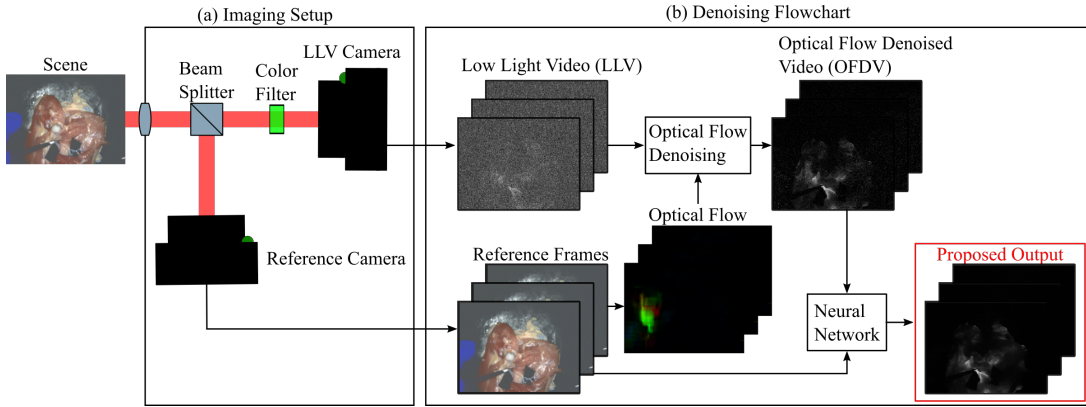 (a) Imaging Setup
Scene
Beam
Splitter
Color
Filter
LLV Camera
Reference Camera
(b) Denoising Flowchart
Low Light Video (LLV)
Optical Flow
Denoising
Optical Flow Denoised
Video (OFDV)
Optical Flow
Reference Frames
Neural
Network
Proposed Output